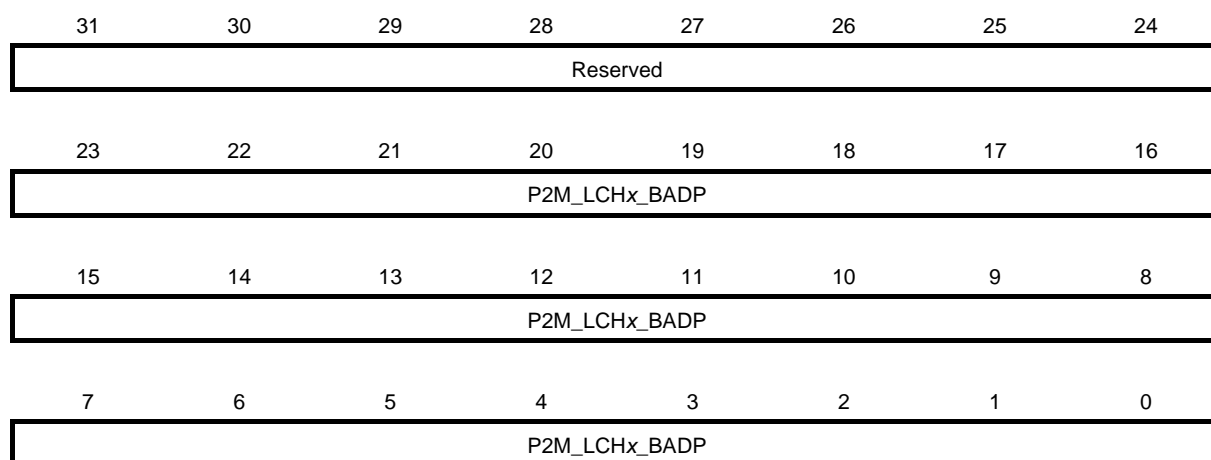 31 30 29 28 27 26 25 24
Reserved
23 22 21 20 19 18 17 16
P2M_LCHx_BADP
15 14 13 12 11 10 9 8
P2M_LCHx_BADP
7 6 5 4 3 2 1 0
P2M_LCHx_BADP